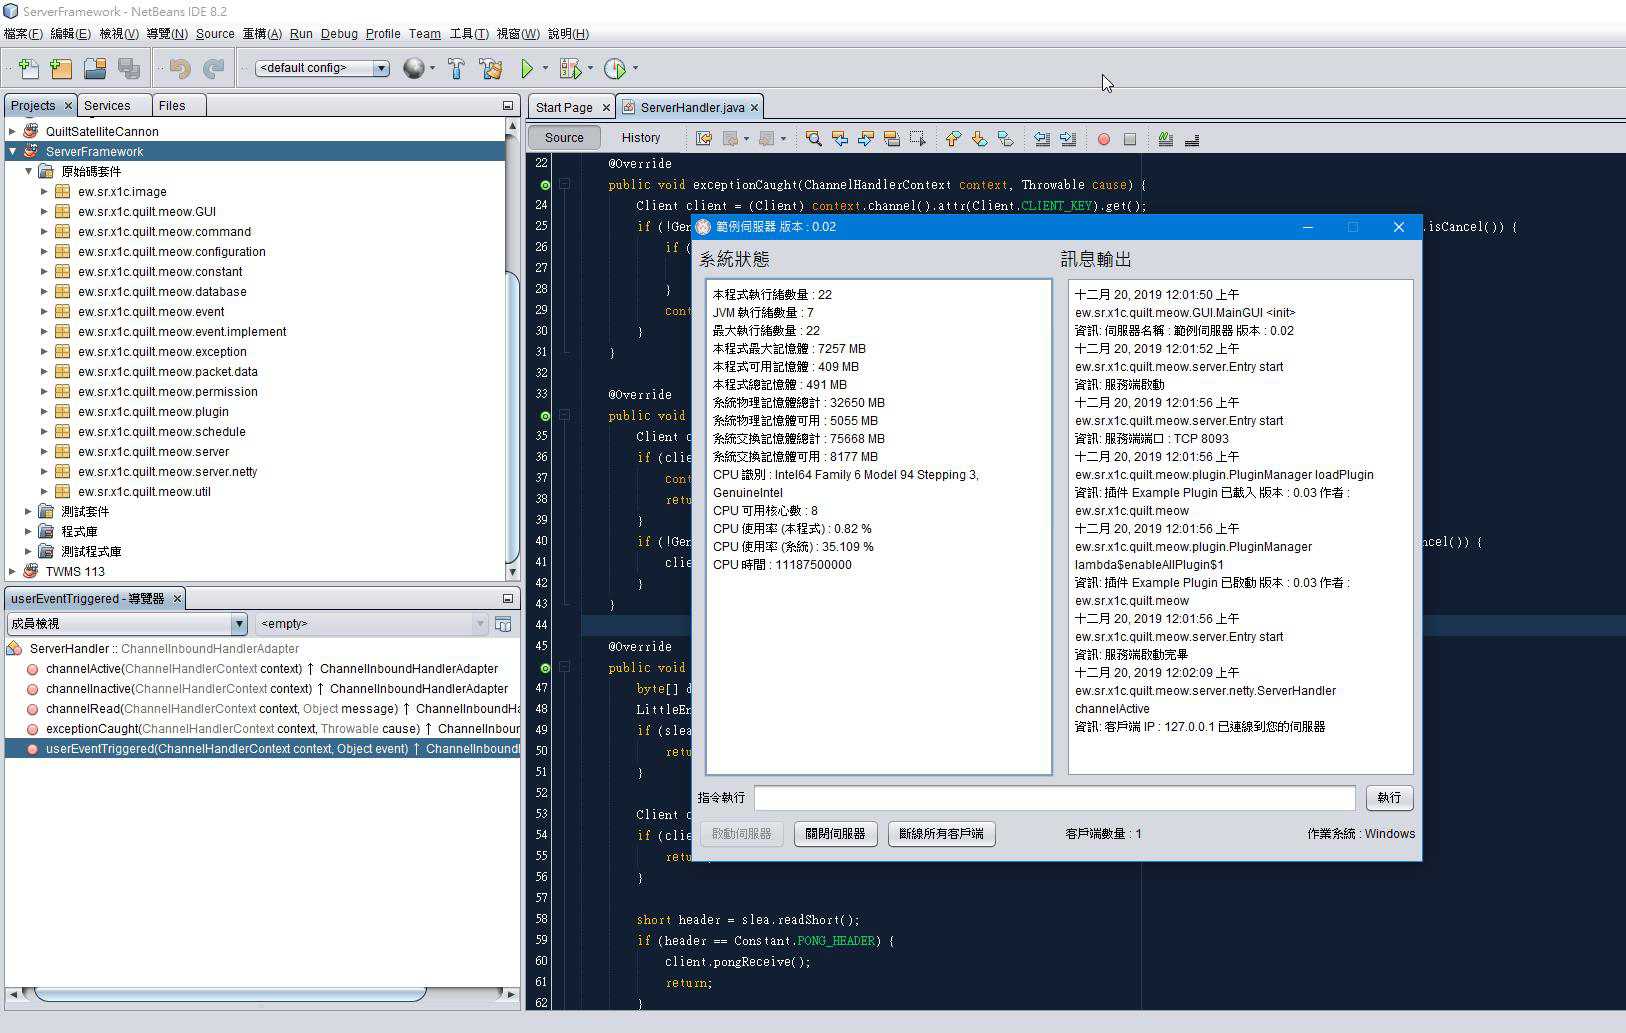 ServerFramework - NetBeans IDE 8.2
檔案(F) 編輯(E) 檢視(V) 導覽(N) Source 重構(A) Run Debug Profile Team 工具(T) 視窗(W) 說明(H)
<default config>
Projects Services Files
QuiltSatelliteCannon
ServerFramework
原始碼套件
ew.sr.x1c.image
ew.sr.x1c.quilt.meow.GUI
ew.sr.x1c.quilt.meow.command
ew.sr.x1c.quilt.meow.configuration
ew.sr.x1c.quilt.meow.constant
ew.sr.x1c.quilt.meow.database
ew.sr.x1c.quilt.meow.event
ew.sr.x1c.quilt.meow.event.implement
ew.sr.x1c.quilt.meow.exception
ew.sr.x1c.quilt.meow.packet.data
ew.sr.x1c.quilt.meow.permission
ew.sr.x1c.quilt.meow.plugin
ew.sr.x1c.quilt.meow.schedule
ew.sr.x1c.quilt.meow.server
ew.sr.x1c.quilt.meow.server.netty
ew.sr.x1c.quilt.meow.util
測試套件
程式庫
測試程式庫
TWMS 113
userEventTriggered - 導覽器
成員檢視 <empty>
ServerHandler :: ChannelInboundHandlerAdapter
channelActive(ChannelHandlerContext context) ↑ ChannelInboundHandlerAdapter
channelInactive(ChannelHandlerContext context) ↑ ChannelInboundHandlerAdapter
channelRead(ChannelHandlerContext context, Object message) ↑ ChannelInboundHa
exceptionCaught(ChannelHandlerContext context, Throwable cause) ↑ ChannelInbour
userEventTriggered(ChannelHandlerContext context, Object event) ↑ ChannelInbound
Start Page ServerHandler.java
Source History
22 @Override
public void exceptionCaught(ChannelHandlerContext context, Throwable cause) {
24 Client client = (Client) context.channel().attr(Client.CLIENT_KEY).get();
25 if (!Gen .isCancel()) {
26 if (
27
28 }
29 cont
30 }
31 }
32
33 @Override
public void
35 Client c
36 if (clie
37 cont
38 retu
39 }
40 if (!Gen ncel()) {
41 clie
42 }
43 }
44
45 @Override
public void
47 byte[] d
48 LittleEn
49 if (slea
50 retu
51 }
52
53 Client c
54 if (clie
55 retu
56 }
57
58 short header = slea.readShort();
59 if (header == Constant.PONG_HEADER) {
60 client.pongReceive();
61 return;
62 }
範例伺服器 版本 : 0.02
系統狀態
本程式執行緒數量 : 22
JVM 執行緒數量 : 7
最大執行緒數量 : 22
本程式最大記憶體 : 7257 MB
本程式可用記憶體 : 409 MB
本程式總記憶體 : 491 MB
系統物理記憶體總計 : 32650 MB
系統物理記憶體可用 : 5055 MB
系統交換記憶體總計 : 75668 MB
系統交換記憶體可用 : 8177 MB
CPU 識別 : Intel64 Family 6 Model 94 Stepping 3,
GenuineIntel
CPU 可用核心數 : 8
CPU 使用率 (本程式) : 0.82 %
CPU 使用率 (系統) : 35.109 %
CPU 時間 : 11187500000
訊息輸出
十二月 20, 2019 12:01:50 上午
ew.sr.x1c.quilt.meow.GUI.MainGUI <init>
資訊: 伺服器名稱 : 範例伺服器 版本 : 0.02
十二月 20, 2019 12:01:52 上午
ew.sr.x1c.quilt.meow.server.Entry start
資訊: 服務端啟動
十二月 20, 2019 12:01:56 上午
ew.sr.x1c.quilt.meow.server.Entry start
資訊: 服務端端口 : TCP 8093
十二月 20, 2019 12:01:56 上午
ew.sr.x1c.quilt.meow.plugin.PluginManager loadPlugin
資訊: 插件 Example Plugin 已載入 版本 : 0.03 作者 :
ew.sr.x1c.quilt.meow
十二月 20, 2019 12:01:56 上午
ew.sr.x1c.quilt.meow.plugin.PluginManager
lambda$enableAllPlugin$1
資訊: 插件 Example Plugin 已啟動 版本 : 0.03 作者 :
ew.sr.x1c.quilt.meow
十二月 20, 2019 12:01:56 上午
ew.sr.x1c.quilt.meow.server.Entry start
資訊: 服務端啟動完畢
十二月 20, 2019 12:02:09 上午
ew.sr.x1c.quilt.meow.server.netty.ServerHandler
channelActive
資訊: 客戶端 IP : 127.0.0.1 已連線到您的伺服器
指令執行 執行
啟動伺服器 關閉伺服器 斷線所有客戶端 客戶端數量 : 1 作業系統 : Windows